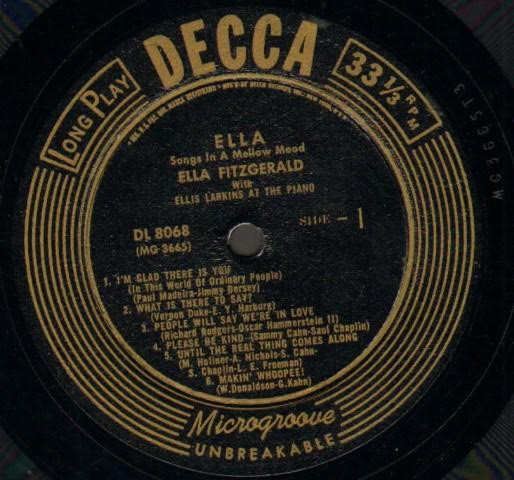 DECCA
LONG PLAY
33 1/3 RPM
ELLA
Songs In A Mellow Mood
ELLA FITZGERALD
With
ELLIS LARKINS AT THE PIANO
DL 8068
(MG 3665)
SIDE - 1
1. I'M GLAD THERE IS YOU
(In This World Of Ordinary People)
(Paul Madeira-Jimmy Dorsey)
2. WHAT IS THERE TO SAY?
(Vernon Duke-E. Y. Harburg)
3. PEOPLE WILL SAY WE'RE IN LOVE
(Richard Rodgers-Oscar Hammerstein II)
4. PLEASE BE KIND (Sammy Cahn-Saul Chaplin)
5. UNTIL THE REAL THING COMES ALONG
(M. Holiner-A. Nichols-S. Cahn-
S. Chaplin-L. E. Freeman)
6. MAKIN' WHOOPEE!
(W.Donaldson-G.Kahn)
Microgroove
UNBREAKABLE